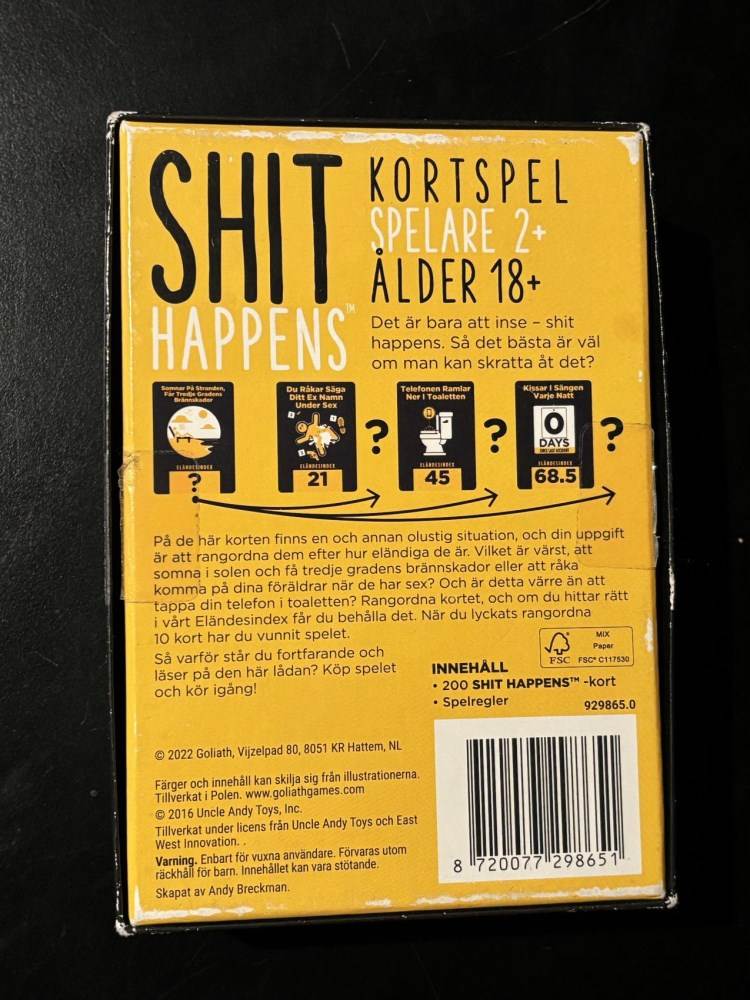 SHIT
HAPPENS™
KORTSPEL
SPELARE 2+
ÅLDER 18+
Det är bara att inse – shit
happens. Så det bästa är väl
om man kan skratta åt det?
Somnar På Stranden,
Får Tredje Gradens
Brännskador
ELÄNDESINDEX
?
Du Råkar Säga
Ditt Ex Namn
Under Sex
ELÄNDESINDEX
21
?
Telefonen Ramlar
Ner I Toaletten
ELÄNDESINDEX
45
?
Kissar I Sängen
Varje Natt
0
DAYS
SINCE LAST ACCIDENT
ELÄNDESINDEX
68.5
?
På de här korten finns en och annan olustig situation, och din uppgift
är att rangordna dem efter hur eländiga de är. Vilket är värst, att
somna i solen och få tredje gradens brännskador eller att råka
komma på dina föräldrar när de har sex? Och är detta värre än att
tappa din telefon i toaletten? Rangordna kortet, och om du hittar rätt
i vårt Eländesindex får du behålla det. När du lyckats rangordna
10 kort har du vunnit spelet.
Så varför står du fortfarande och
läser på den här lådan? Köp spelet
och kör igång!
FSC
MIX
Paper
FSC® C117530
INNEHÅLL
• 200 SHIT HAPPENS™ -kort
• Spelregler
929865.0
© 2022 Goliath, Vijzelpad 80, 8051 KR Hattem, NL
Färger och innehåll kan skilja sig från illustrationerna.
Tillverkat i Polen. www.goliathgames.com
© 2016 Uncle Andy Toys, Inc.
Tillverkat under licens från Uncle Andy Toys och East
West Innovation. .
Varning. Enbart för vuxna användare. Förvaras utom
räckhåll för barn. Innehållet kan vara stötande.
Skapat av Andy Breckman.
8 720077 298651